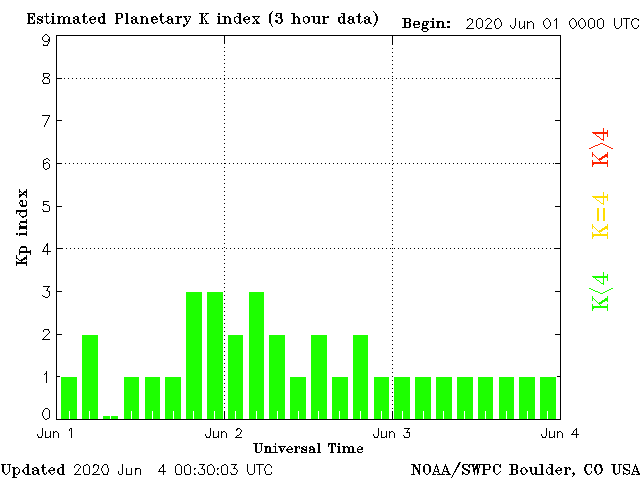 Estimated Planetary K index (3 hour data) Begin: 2020 Jun 01 0000 UTC
9
8
7
6
5
4
3
2
1
0
Kp index
K>4
K=4
K<4
Jun 1 Jun 2 Jun 3 Jun 4
Universal Time
Updated 2020 Jun 4 00:30:03 UTC NOAA/SWPC Boulder, CO USA